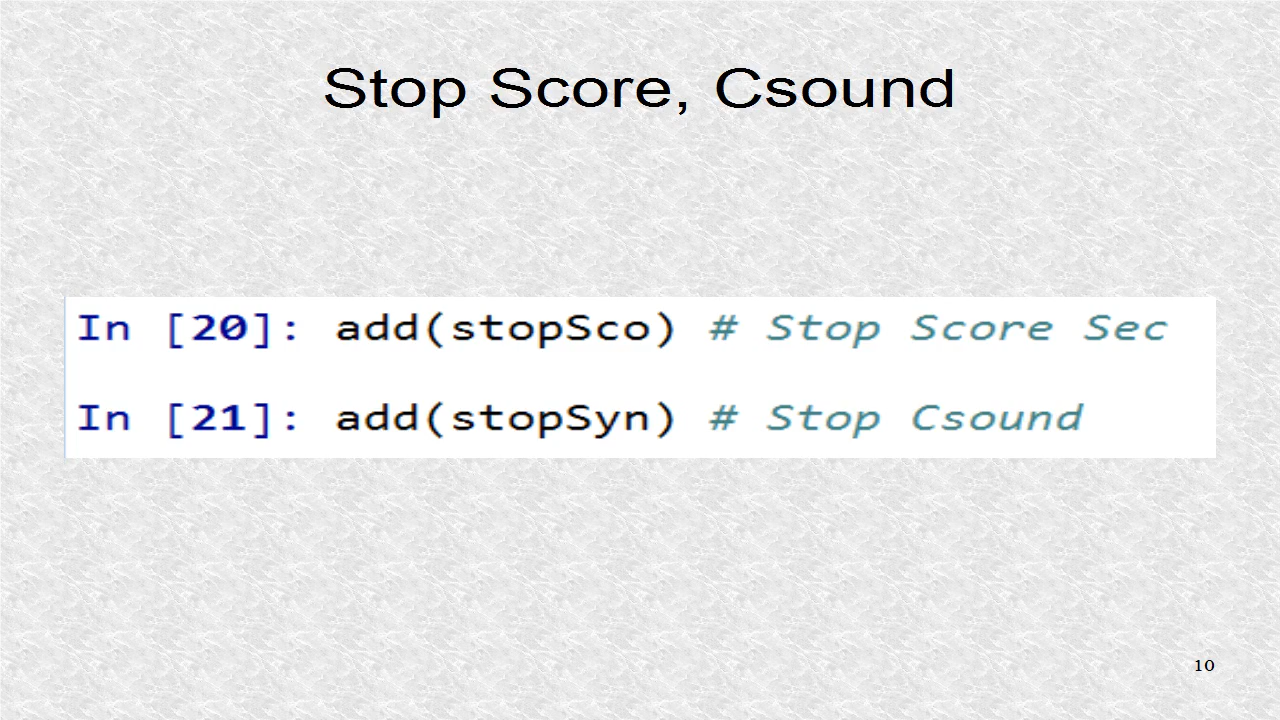 Stop Score, Csound
In [20]: add(stopSco) # Stop Score Sec
In [21]: add(stopSyn) # Stop Csound
10